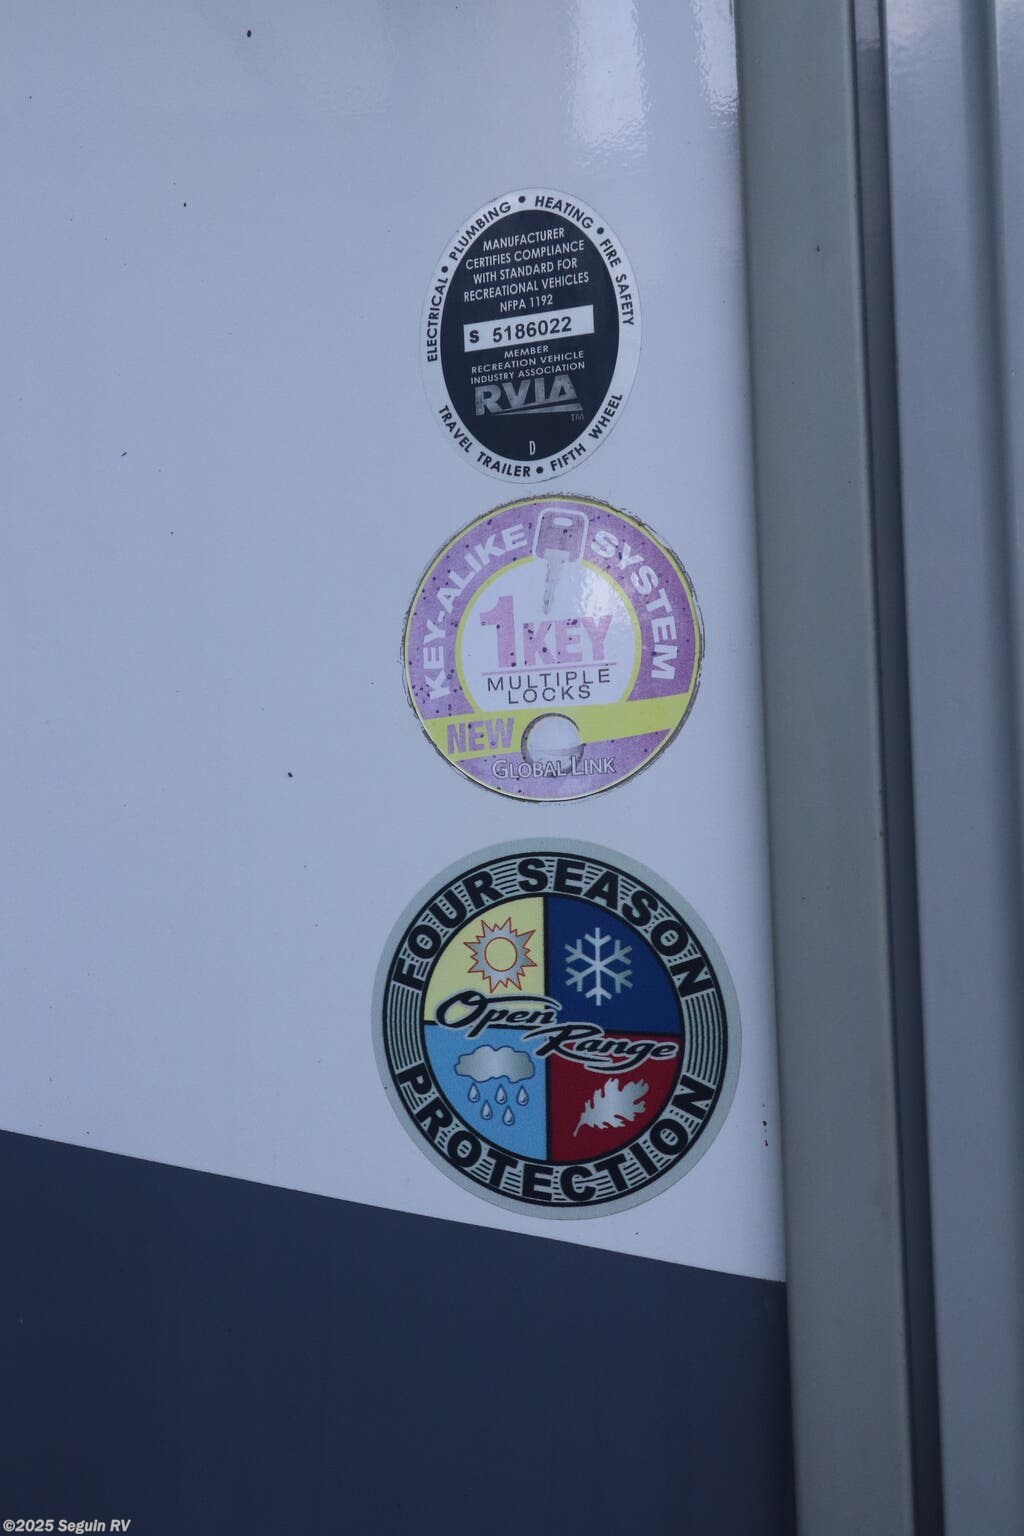 ELECTRICAL • PLUMBING • HEATING • FIRE SAFETY
MANUFACTURER
CERTIFIES COMPLIANCE
WITH STANDARD FOR
RECREATIONAL VEHICLES
NFPA 1192
S 5186022
MEMBER
RECREATION VEHICLE
INDUSTRY ASSOCIATION
RVIA
TM
D
TRAVEL TRAILER • FIFTH WHEEL
KEY-ALIKE SYSTEM
1KEY
MULTIPLE
LOCKS
NEW
GLOBAL LINK
FOUR SEASON
Open
Range
PROTECTION
©2025 Seguin RV